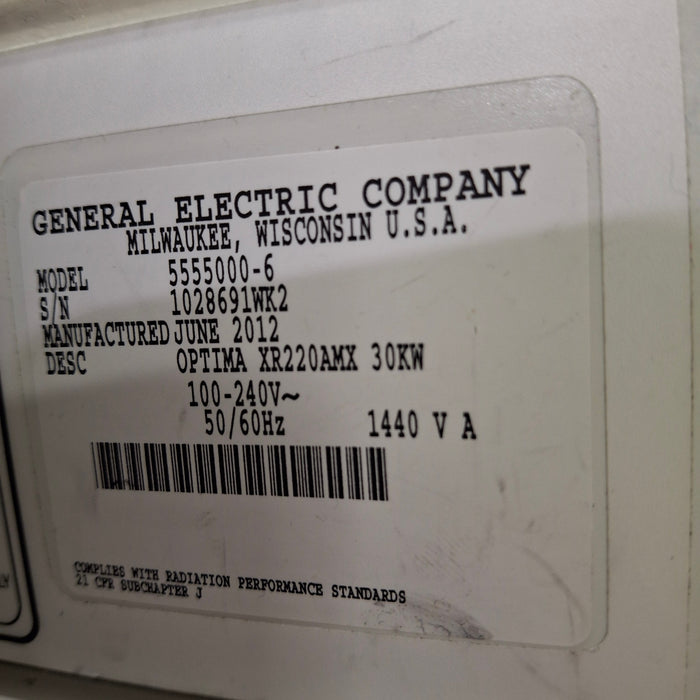 GENERAL ELECTRIC COMPANY
MILWAUKEE, WISCONSIN U.S.A.
MODEL 5555000-6
S/N 1028691WK2
MANUFACTURED JUNE 2012
DESC OPTIMA XR220AMX 30KW
100-240V~
50/60Hz 1440 V A
COMPLIES WITH RADIATION PERFORMANCE STANDARDS
21 CFR SUBCHAPTER J